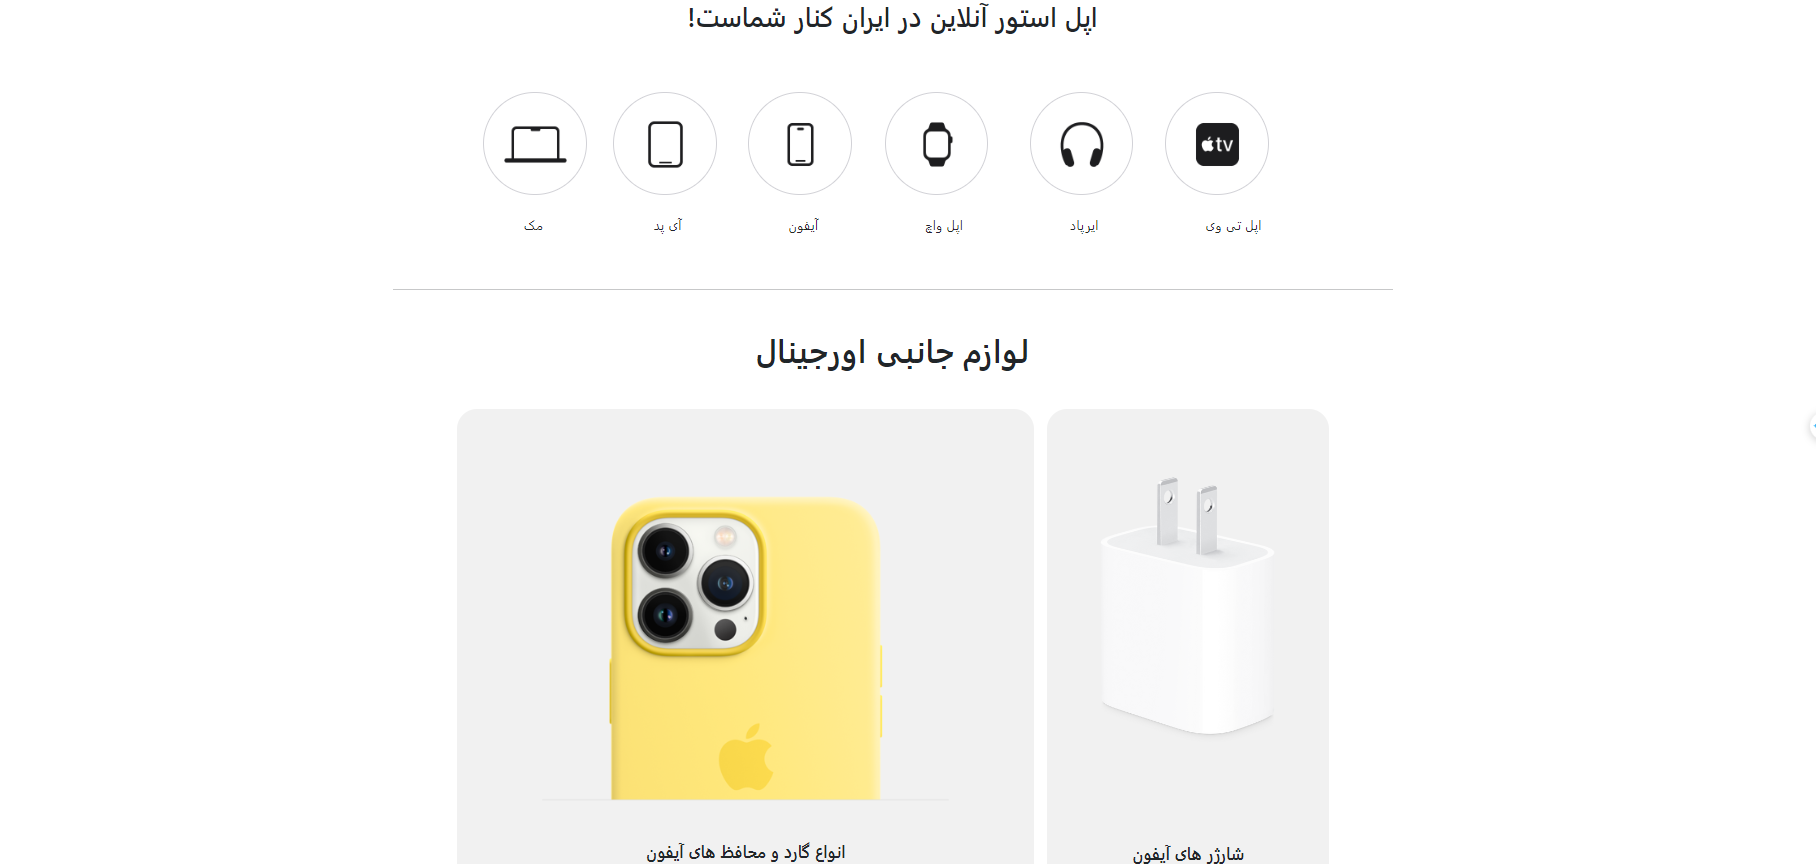 اپل استور آنلاین در ایران کنار شماست!
tv
اپل تی وی
ایرپاد
اپل واچ
آیفون
آی پد
مک
لوازم جانبی اورجینال
شارژر های آیفون
انواع گارد و محافظ های آیفون